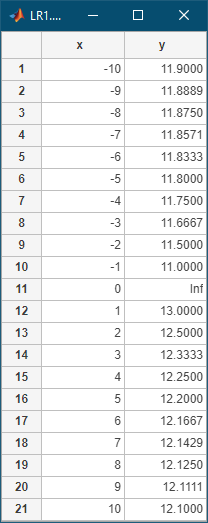 LR1....
x y
1 -10 11.9000
2 -9 11.8889
3 -8 11.8750
4 -7 11.8571
5 -6 11.8333
6 -5 11.8000
7 -4 11.7500
8 -3 11.6667
9 -2 11.5000
10 -1 11.0000
11 0 Inf
12 1 13.0000
13 2 12.5000
14 3 12.3333
15 4 12.2500
16 5 12.2000
17 6 12.1667
18 7 12.1429
19 8 12.1250
20 9 12.1111
21 10 12.1000